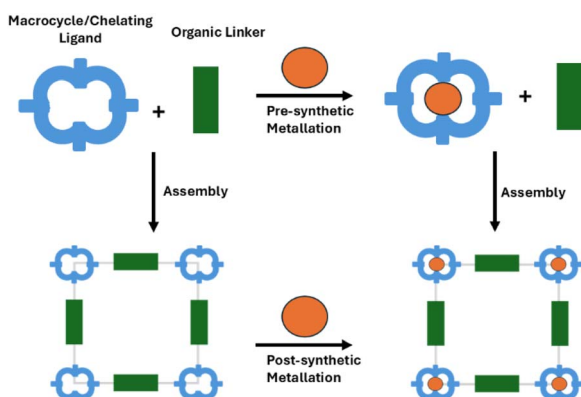 Macrocycle/Chelating
Ligand
Organic Linker
+
Pre-synthetic
Metallation
+
Assembly
Assembly
Post-synthetic
Metallation